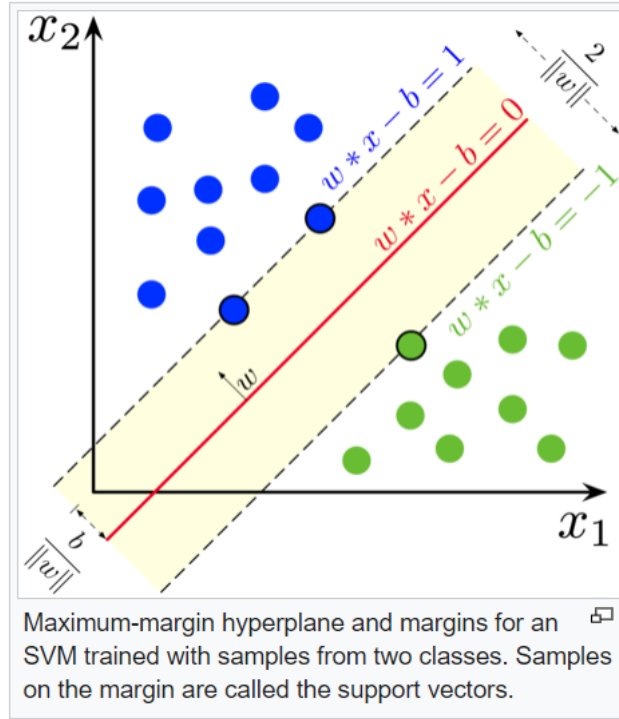 x₂
w * x − b = 1
2
‖w‖
w * x − b = 0
w * x − b = −1
w
b
‖w‖
x₁
Maximum-margin hyperplane and margins for an
SVM trained with samples from two classes. Samples
on the margin are called the support vectors.